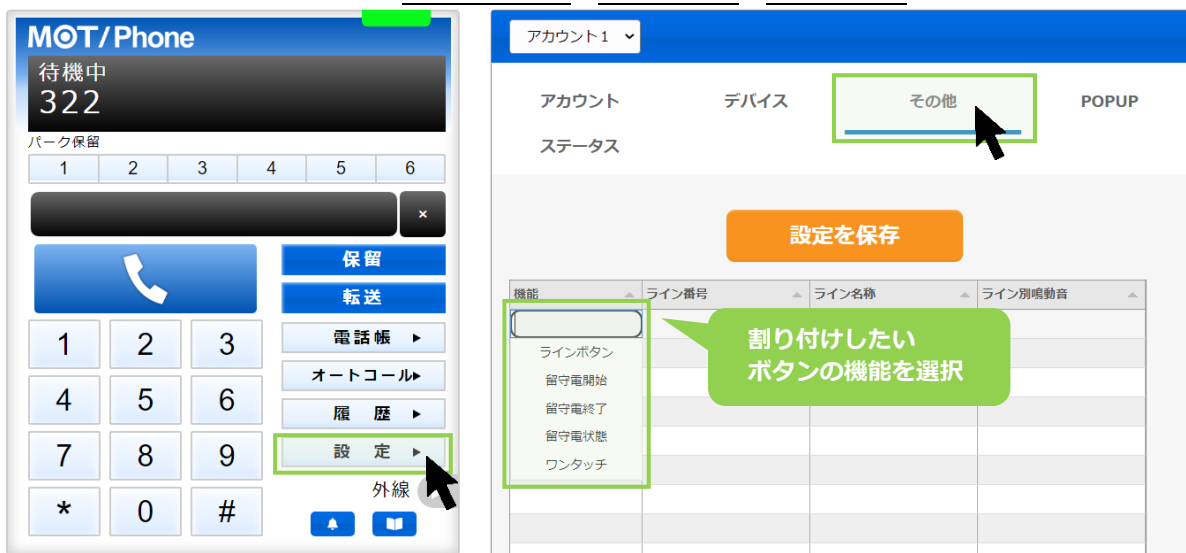 MOT/Phone
待機中
322
パーク保留
1 2 3 4 5 6
×
保留
転送
1 2 3
電話帳 ▶
オートコール▶
4 5 6
履 歴 ▶
7 8 9
設 定 ▶
外線
* 0 #
アカウント1
アカウント デバイス その他 POPUP
ステータス
設定を保存
機能 ライン番号 ライン名称 ライン別鳴動音
ラインボタン
留守電開始
留守電終了
留守電状態
ワンタッチ
割り付けしたい
ボタンの機能を選択